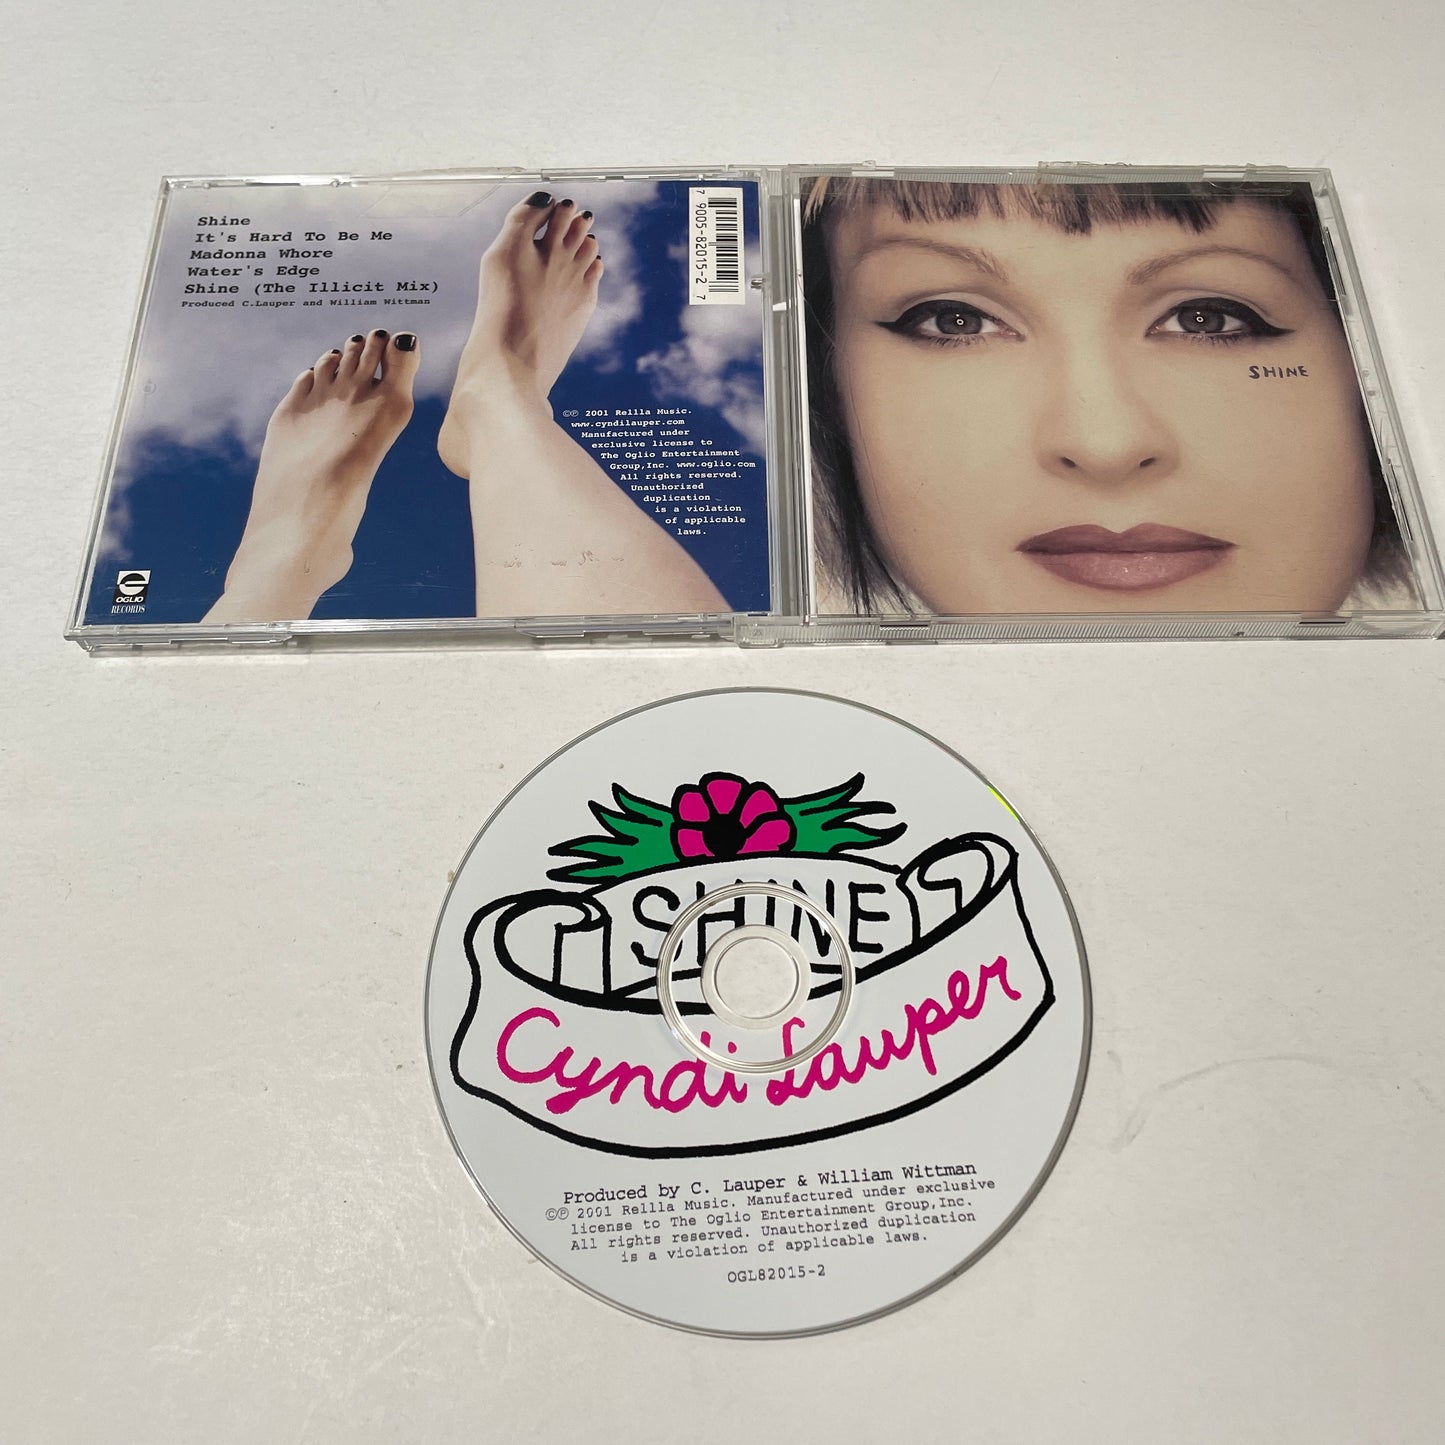 Shine
It's Hard To Be Me
Madonna Whore
Water's Edge
Shine (The Illicit Mix)
Produced C.Lauper and William Wittman
7 9005-82015-2 7
©℗ 2001 Rellla Music.
www.cyndilauper.com
Manufactured under
exclusive license to
The Oglio Entertainment
Group,Inc. www.oglio.com
All rights reserved.
Unauthorized
duplication
is a violation
of applicable
laws.
OGLIO
RECORDS
SHINE
SHINE
Cyndi Lauper
Produced by C. Lauper & William Wittman
©℗ 2001 Rellla Music. Manufactured under exclusive
license to The Oglio Entertainment Group,Inc.
All rights reserved. Unauthorized duplication
is a violation of applicable laws.
OGL82015-2